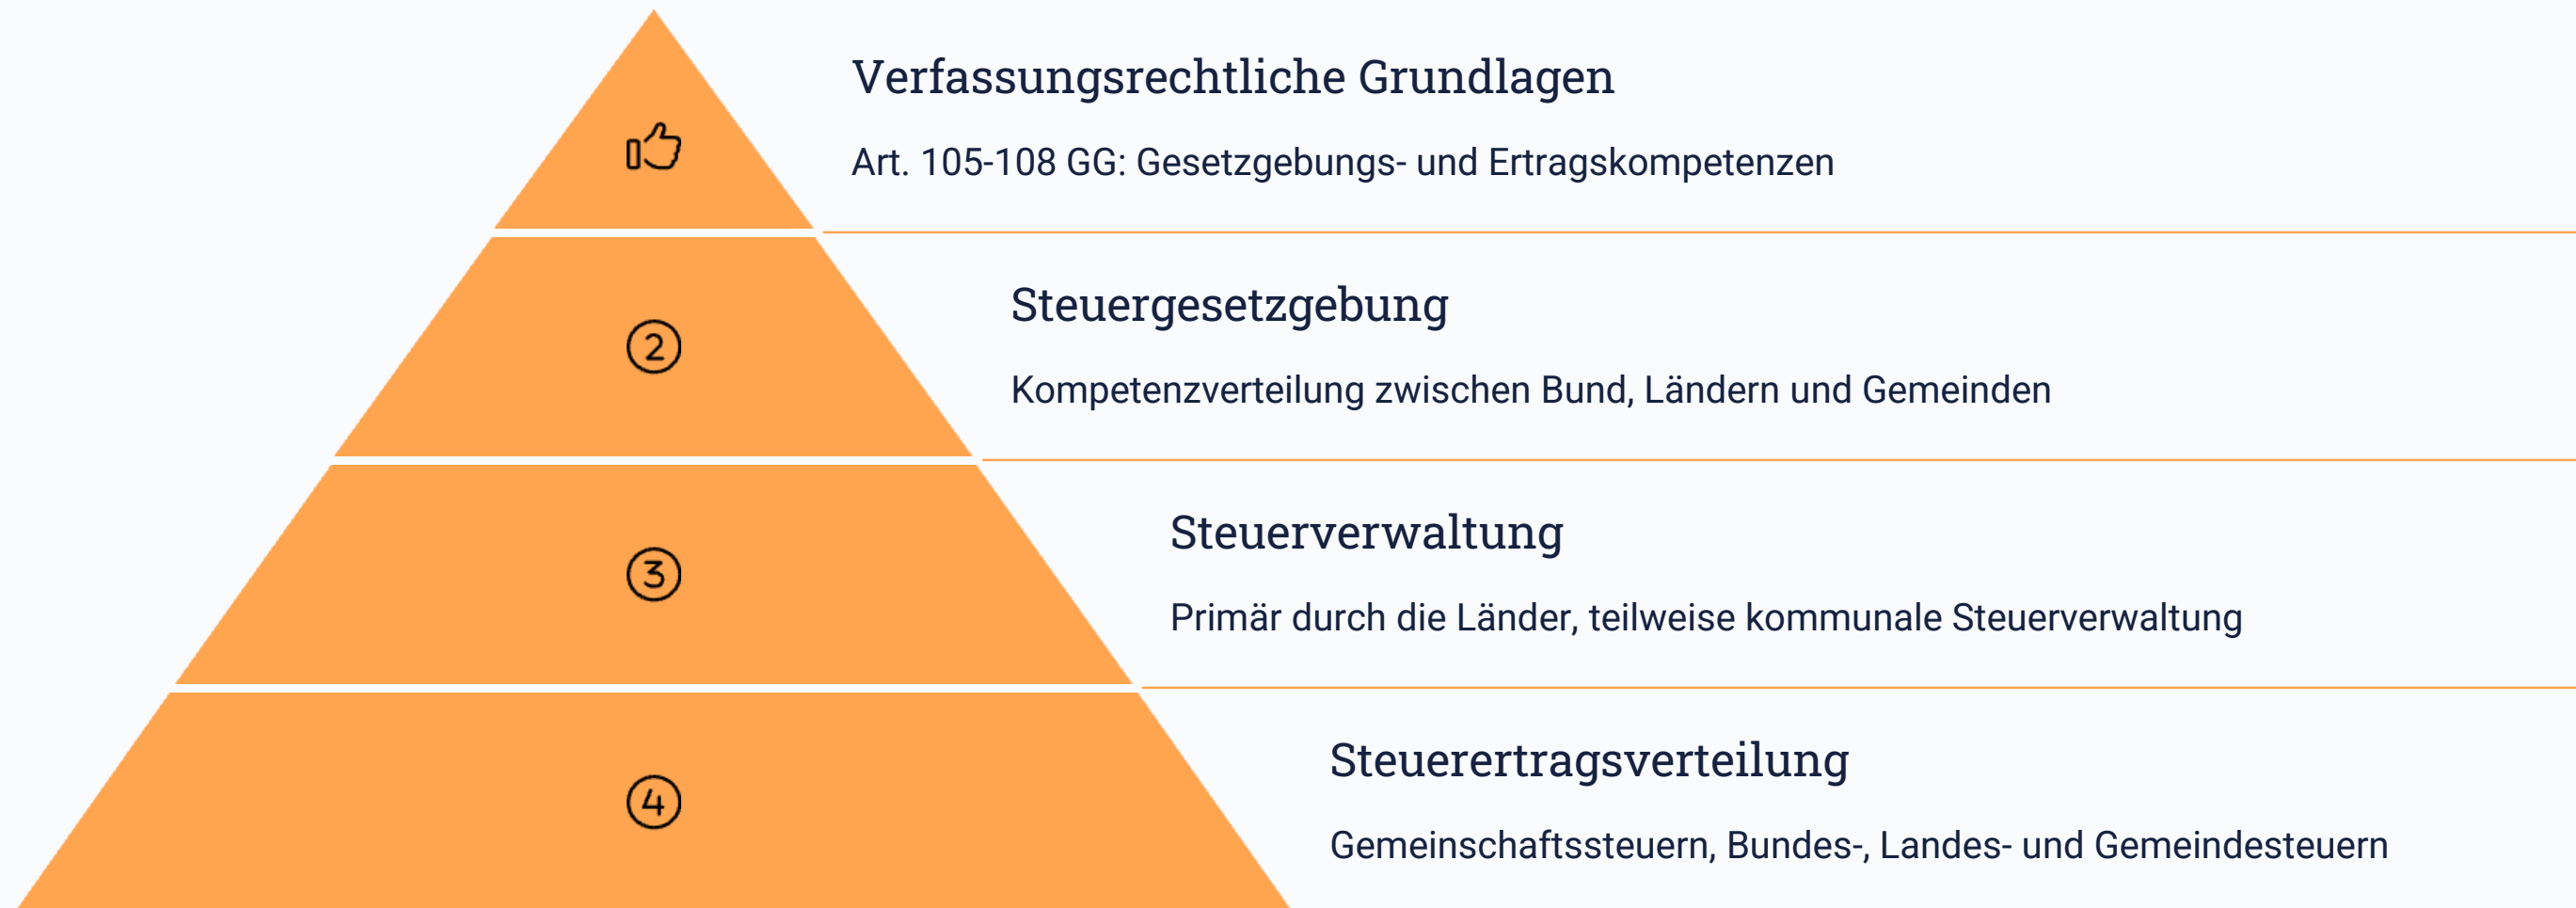 Verfassungsrechtliche Grundlagen
Art. 105-108 GG: Gesetzgebungs- und Ertragskompetenzen
2
Steuergesetzgebung
Kompetenzverteilung zwischen Bund, Ländern und Gemeinden
3
Steuerverwaltung
Primär durch die Länder, teilweise kommunale Steuerverwaltung
4
Steuerertragsverteilung
Gemeinschaftssteuern, Bundes-, Landes- und Gemeindesteuern